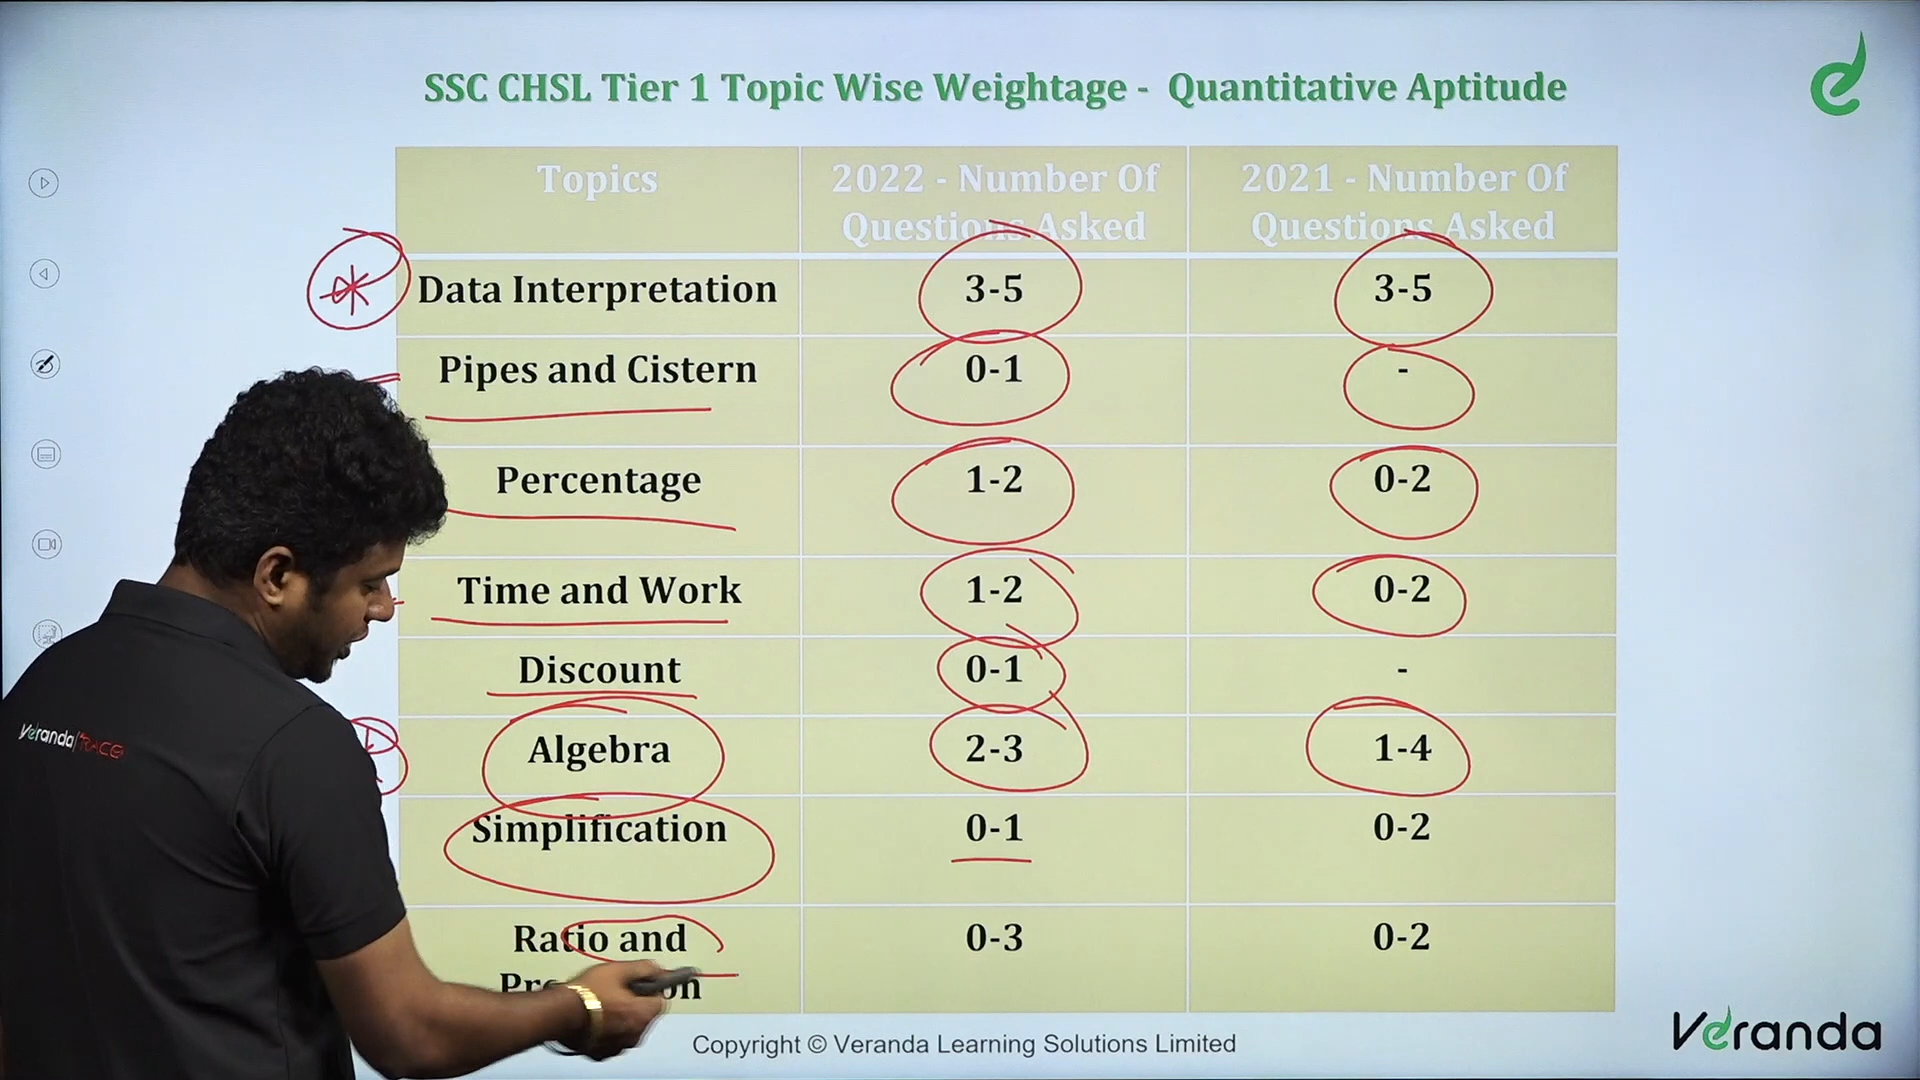 SSC CHSL Tier 1 Topic Wise Weightage - Quantitative Aptitude
Topics
2022 - Number Of
Questions Asked
2021 - Number Of
Questions Asked
Data Interpretation
3-5
3-5
Pipes and Cistern
0-1
-
Percentage
1-2
0-2
Time and Work
1-2
0-2
Discount
0-1
-
Algebra
2-3
1-4
Simplification
0-1
0-2
Ratio and
0-3
0-2
Veranda RACE
Copyright © Veranda Learning Solutions Limited
Veranda